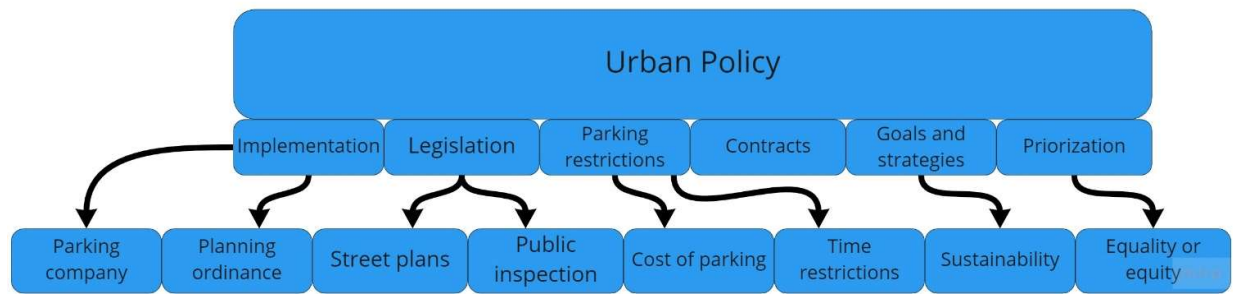 Urban Policy
Implementation
Legislation
Parking
restrictions
Contracts
Goals and
strategies
Priorization
Parking
company
Planning
ordinance
Street plans
Public
inspection
Cost of parking
Time
restrictions
Sustainability
Equality or
equity